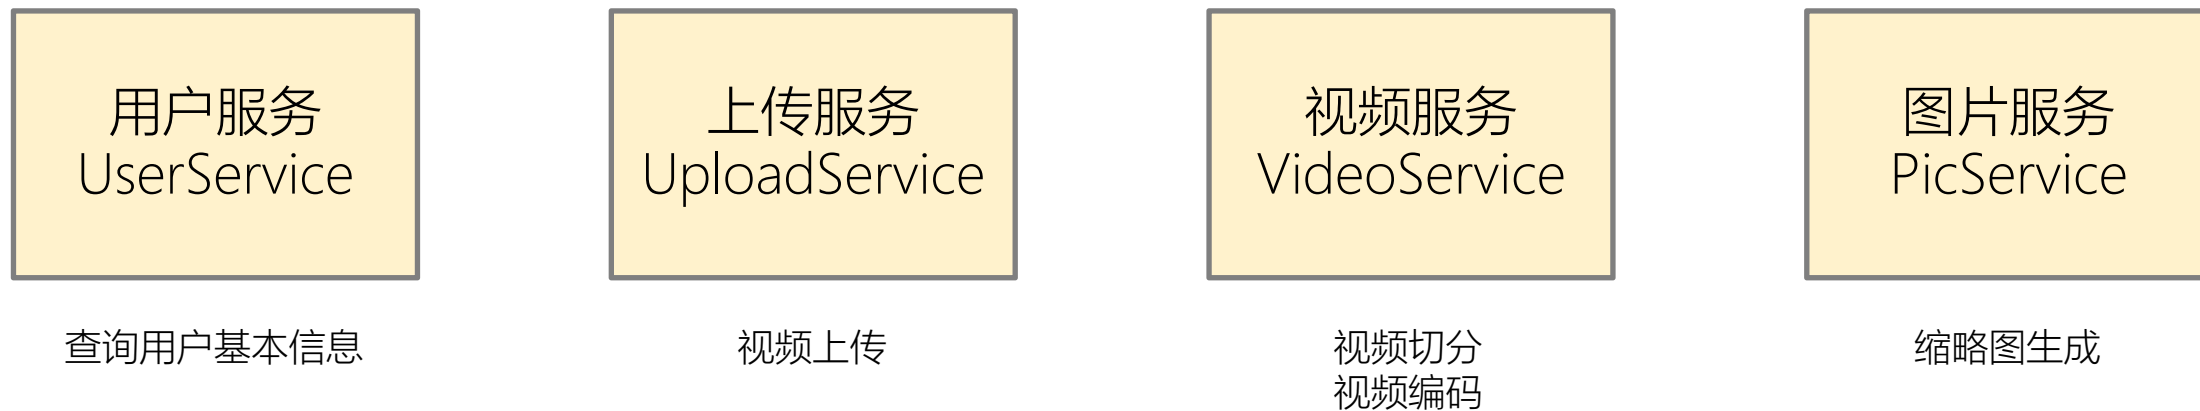 用户服务
UserService
上传服务
UploadService
视频服务
VideoService
图片服务
PicService
查询用户基本信息
视频上传
视频切分
视频编码
缩略图生成